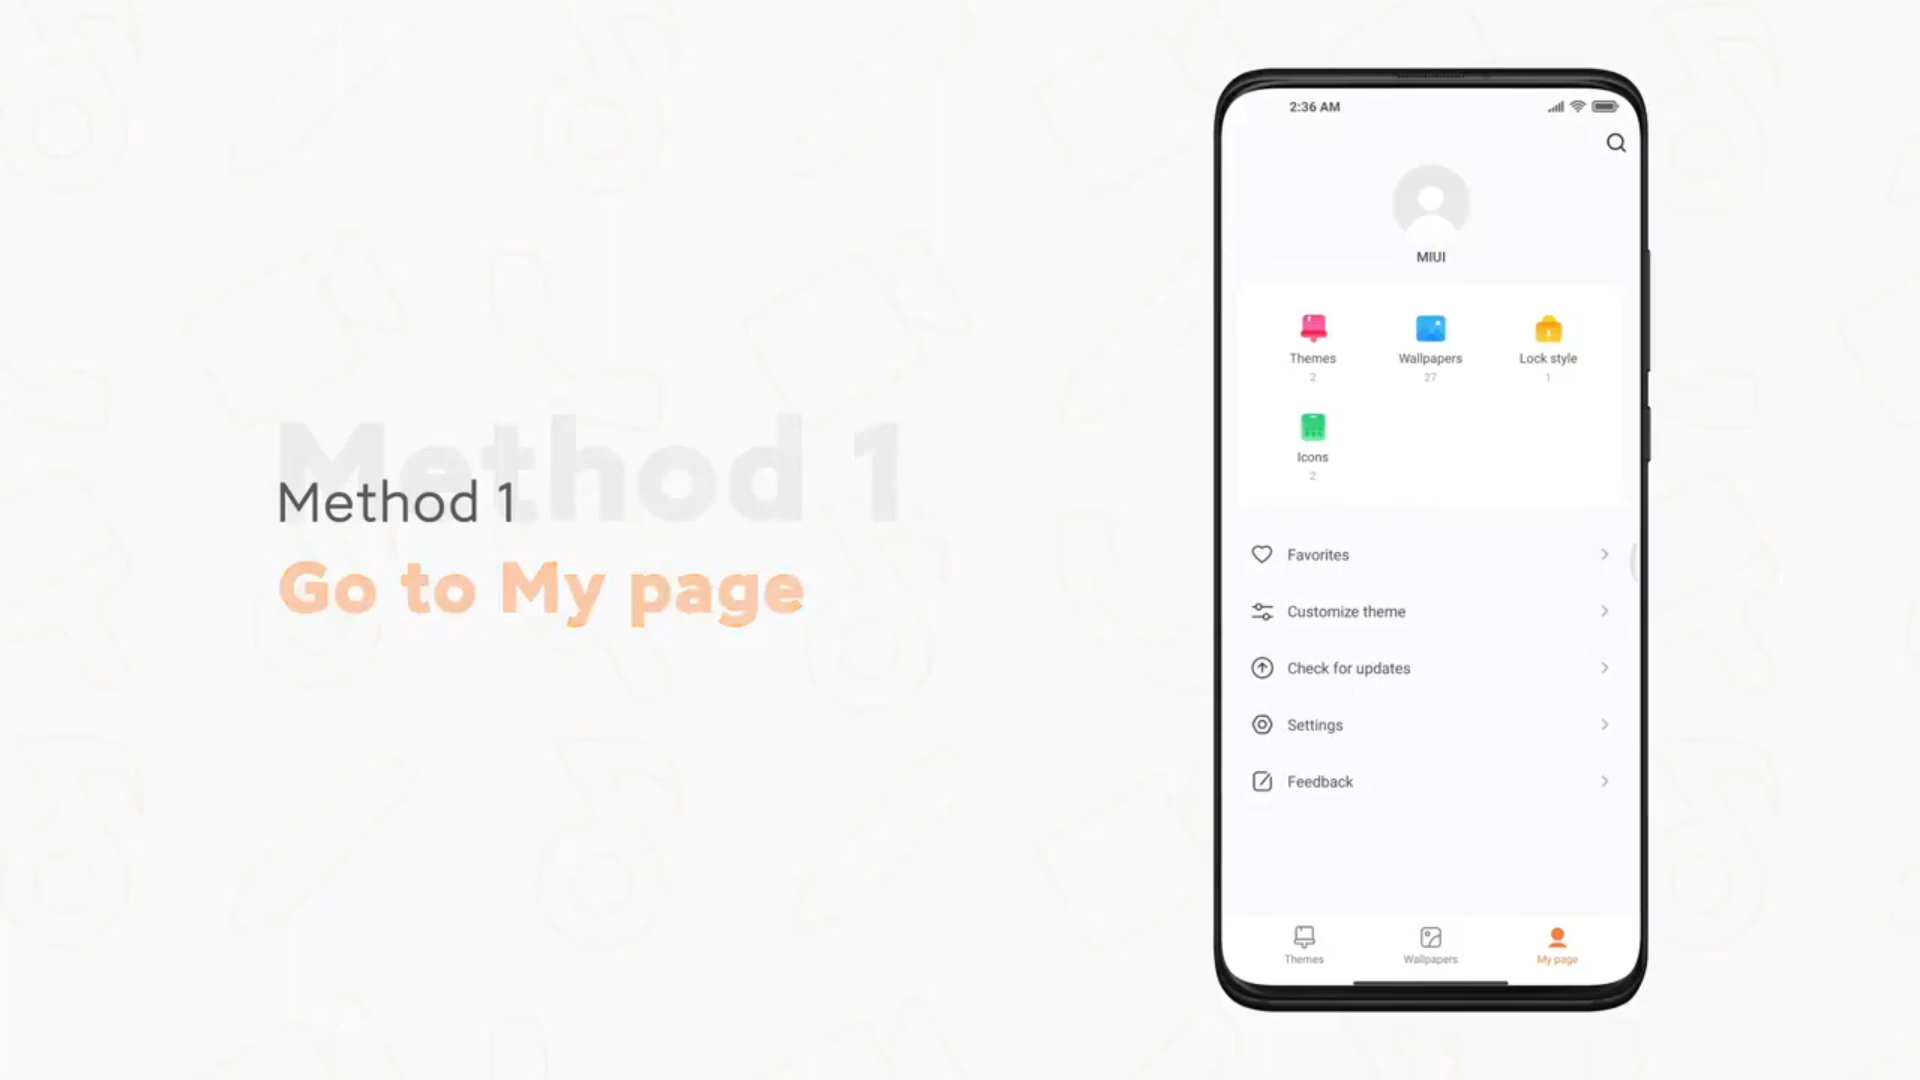 Method 1
Method 1
Go to My page
2:36 AM
MIUI
Themes
2
Wallpapers
27
Lock style
1
Icons
2
Favorites
Customize theme
Check for updates
Settings
Feedback
Themes
Wallpapers
My page